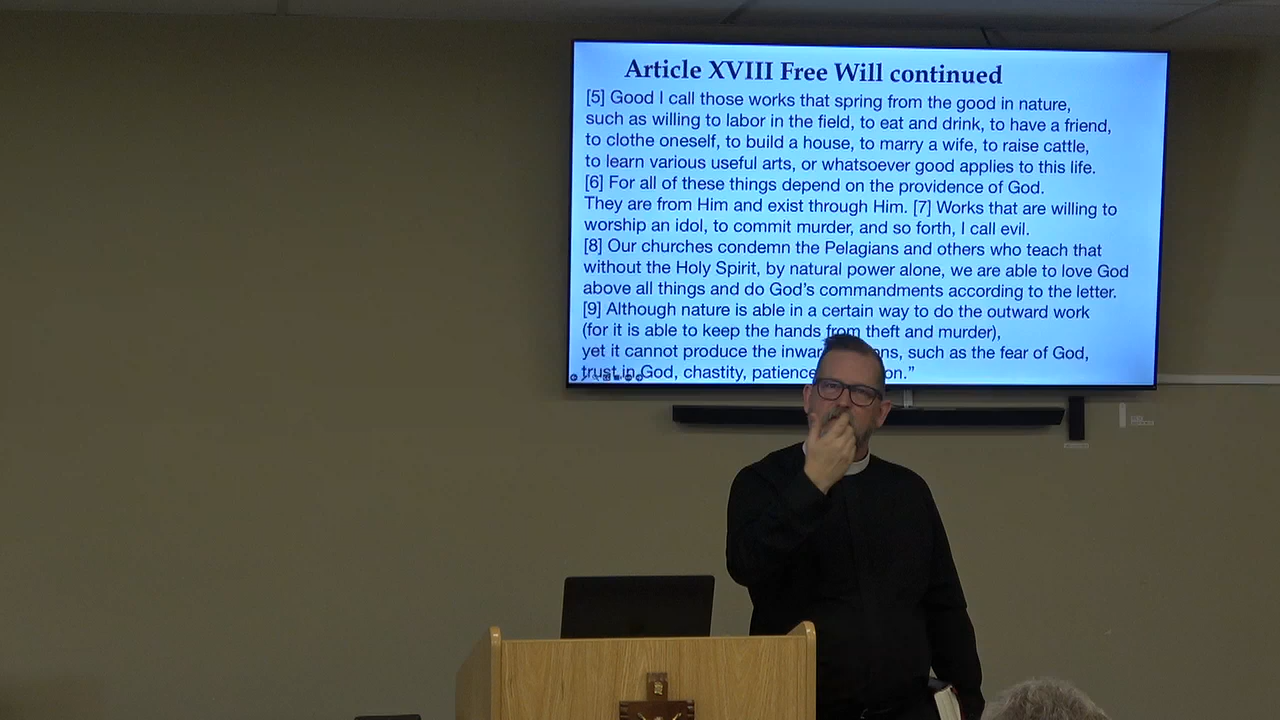 Article XVIII Free Will continued
[5] Good I call those works that spring from the good in nature,
such as willing to labor in the field, to eat and drink, to have a friend,
to clothe oneself, to build a house, to marry a wife, to raise cattle,
to learn various useful arts, or whatsoever good applies to this life.
[6] For all of these things depend on the providence of God.
They are from Him and exist through Him. [7] Works that are willing to
worship an idol, to commit murder, and so forth, I call evil.
[8] Our churches condemn the Pelagians and others who teach that
without the Holy Spirit, by natural power alone, we are able to love God
above all things and do God's commandments according to the letter.
[9] Although nature is able in a certain way to do the outward work
(for it is able to keep the hands from theft and murder),
yet it cannot produce the inward such as the fear of God,
trust in God, chastity, patience